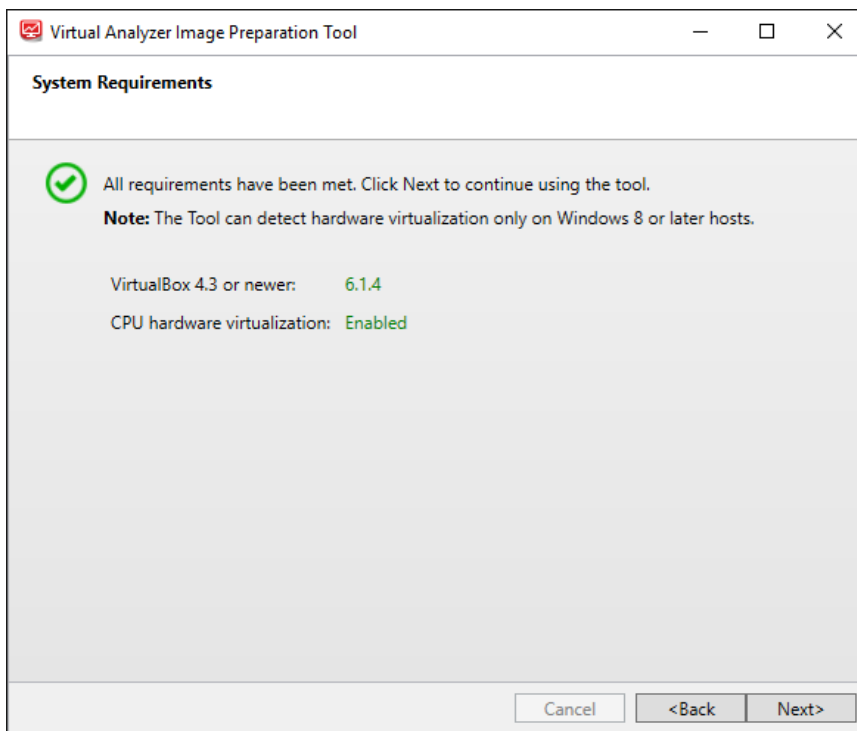 Virtual Analyzer Image Preparation Tool
System Requirements
All requirements have been met. Click Next to continue using the tool.
Note: The Tool can detect hardware virtualization only on Windows 8 or later hosts.
VirtualBox 4.3 or newer: 6.1.4
CPU hardware virtualization: Enabled
Cancel <Back Next>